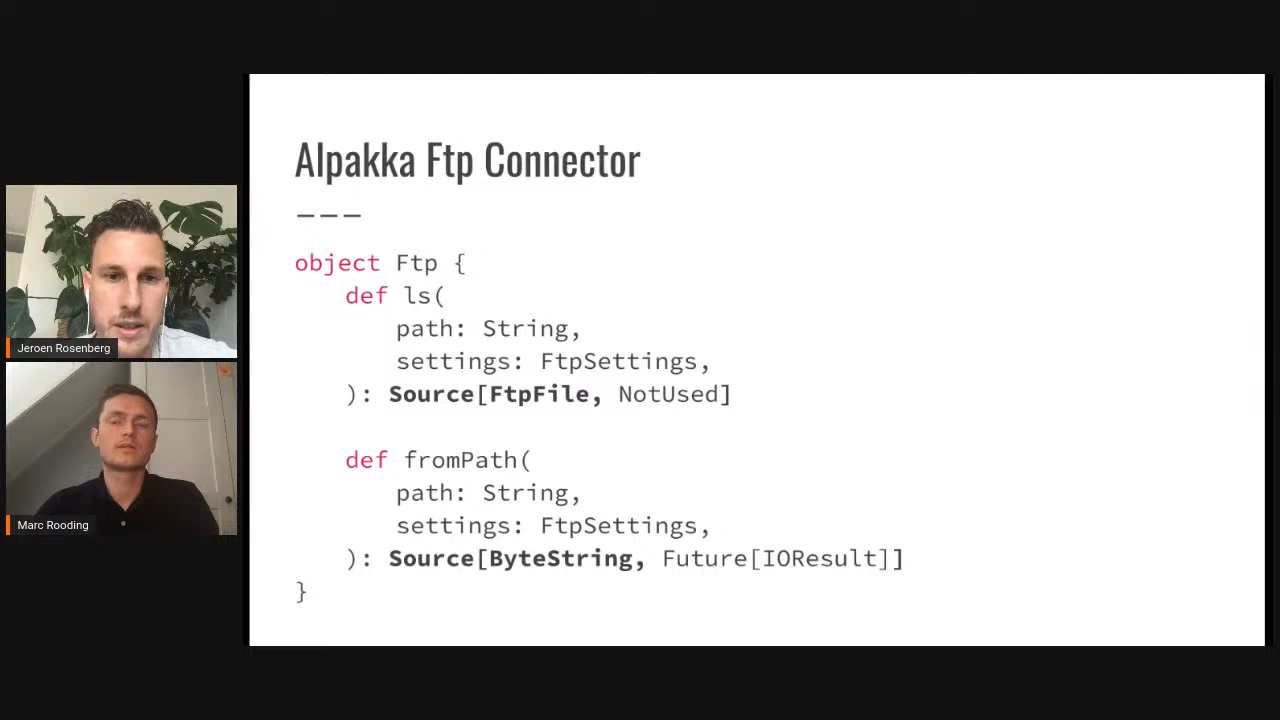 Alpakka Ftp Connector
———
object Ftp {
def ls(
path: String,
settings: FtpSettings,
): Source[FtpFile, NotUsed]
def fromPath(
path: String,
settings: FtpSettings,
): Source[ByteString, Future[IOResult]]
}
Jeroen Rosenberg
Marc Rooding